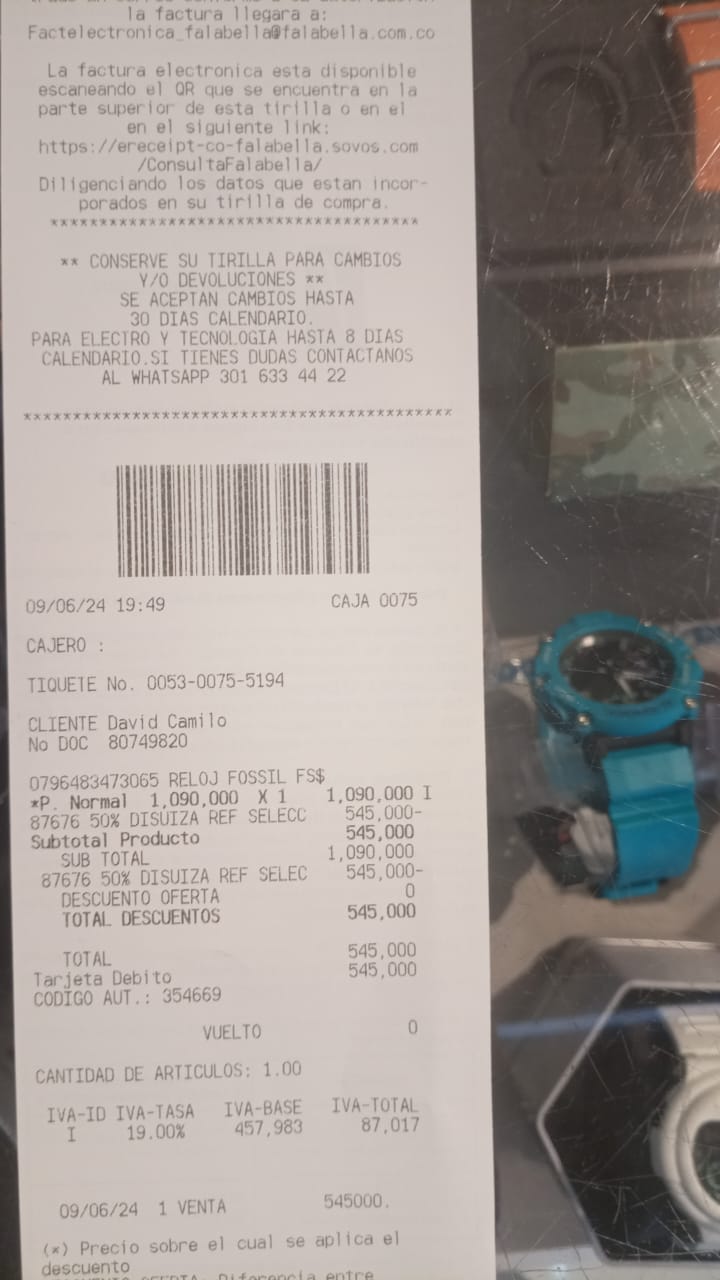 la factura llegara a:
Factelectronica_falabella@falabella.com.co
La factura electronica esta disponible
escaneando el QR que se encuentra en la
parte superior de esta tirilla o en el
en el siguiente link:
https://ereceipt-co-falabella.sovos.com
/ConsultaFalabella/
Diligenciando los datos que estan incor-
porados en su tirilla de compra.
*************************************
** CONSERVE SU TIRILLA PARA CAMBIOS
Y/O DEVOLUCIONES **
SE ACEPTAN CAMBIOS HASTA
30 DIAS CALENDARIO.
PARA ELECTRO Y TECNOLOGIA HASTA 8 DIAS
CALENDARIO.SI TIENES DUDAS CONTACTANOS
AL WHATSAPP 301 633 44 22
******************************************
09/06/24 19:49 CAJA 0075
CAJERO :
TIQUETE No. 0053-0075-5194
CLIENTE David Camilo
No DOC 80749820
0796483473065 RELOJ FOSSIL FS$
*P. Normal 1,090,000 X 1 1,090,000 I
87676 50% DISUIZA REF SELECC 545,000-
Subtotal Producto 545,000
SUB TOTAL 1,090,000
87676 50% DISUIZA REF SELEC 545,000-
DESCUENTO OFERTA 0
TOTAL DESCUENTOS 545,000
TOTAL 545,000
Tarjeta Debito 545,000
CODIGO AUT.: 354669
VUELTO 0
CANTIDAD DE ARTICULOS: 1.00
IVA-ID IVA-TASA IVA-BASE IVA-TOTAL
I 19.00% 457,983 87,017
09/06/24 1 VENTA 545000.
(*) Precio sobre el cual se aplica el
descuento
Diferencia entre